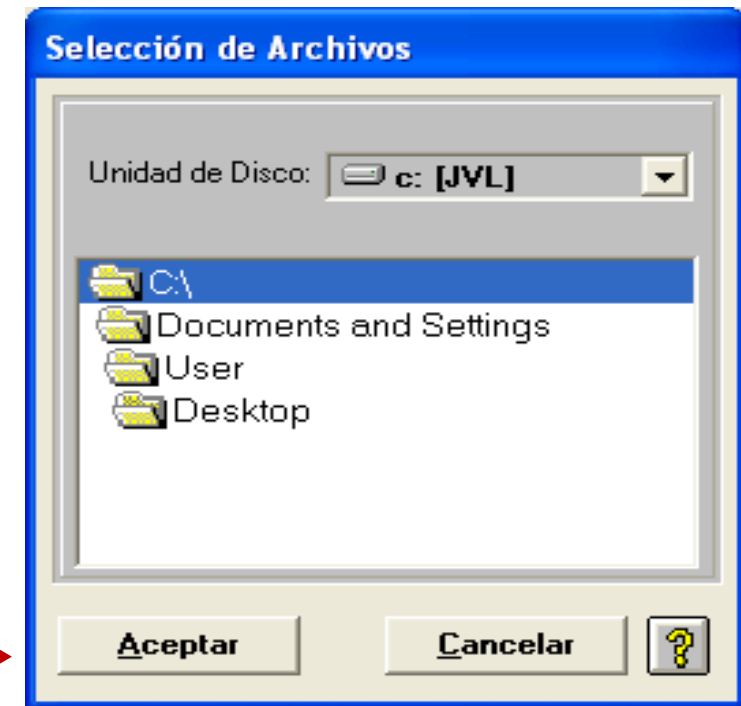 Selección de Archivos
Unidad de Disco: c: [JVL]
C:\
Documents and Settings
User
Desktop
Aceptar Cancelar ?